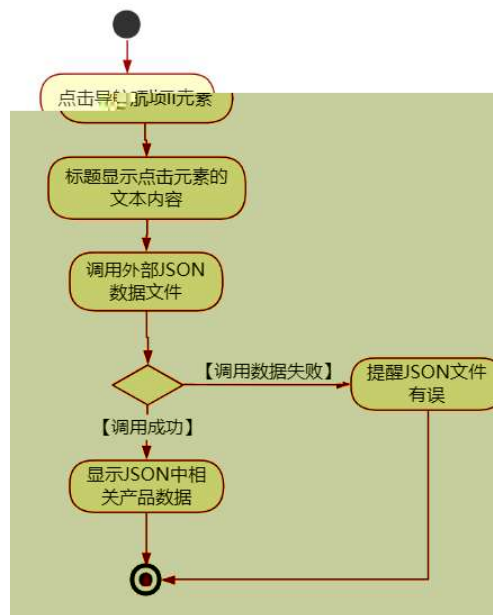 点击导航项li元素
标题显示点击元素的
文本内容
调用外部JSON
数据文件
【调用数据失败】
提醒JSON文件
有误
【调用成功】
显示JSON中相
关产品数据